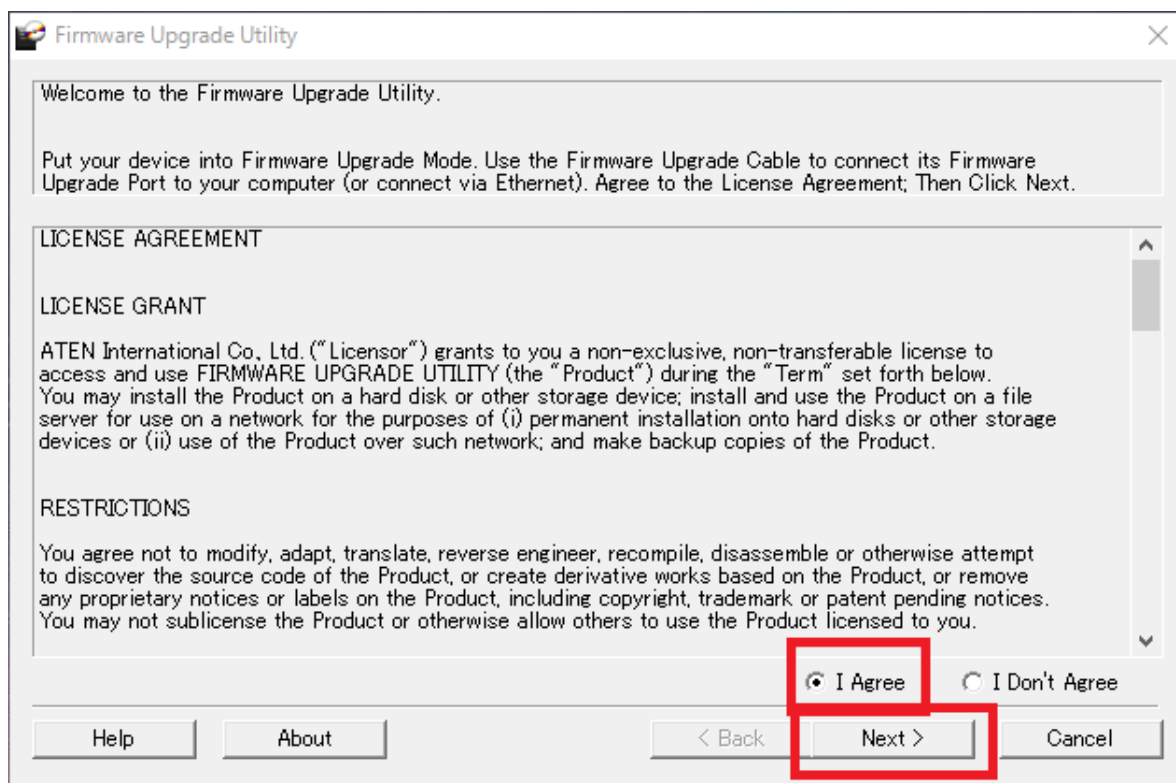 Firmware Upgrade Utility
Welcome to the Firmware Upgrade Utility.
Put your device into Firmware Upgrade Mode. Use the Firmware Upgrade Cable to connect its Firmware
Upgrade Port to your computer (or connect via Ethernet). Agree to the License Agreement; Then Click Next.
LICENSE AGREEMENT
LICENSE GRANT
ATEN International Co., Ltd. ("Licensor") grants to you a non-exclusive, non-transferable license to
access and use FIRMWARE UPGRADE UTILITY (the "Product") during the "Term" set forth below.
You may install the Product on a hard disk or other storage device; install and use the Product on a file
server for use on a network for the purposes of (i) permanent installation onto hard disks or other storage
devices or (ii) use of the Product over such network; and make backup copies of the Product.
RESTRICTIONS
You agree not to modify, adapt, translate, reverse engineer, recompile, disassemble or otherwise attempt
to discover the source code of the Product, or create derivative works based on the Product, or remove
any proprietary notices or labels on the Product, including copyright, trademark or patent pending notices.
You may not sublicense the Product or otherwise allow others to use the Product licensed to you.
I Agree I Don't Agree
Help About < Back Next > Cancel